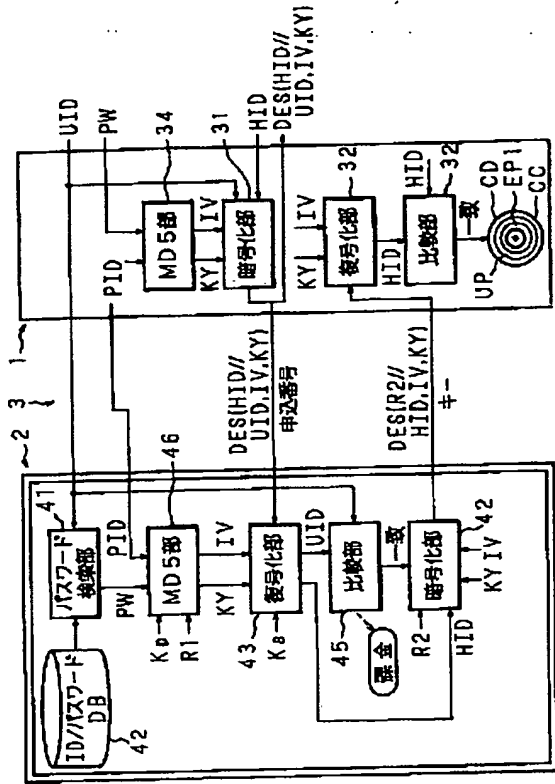 1
3
2
UID
PW
34
31
HID
DES(HID//
UID,IV,KY)
PID
MD5部
IV
KY
暗号化部
32
IV
KY
復号化部
HID
32
HID
比較部
一致
CD
EP1
CC
UP
DES(HID//
UID,IV,KY)
申込番号
DES(R2//
HID,IV,KY)
キー
41
パスワード
検索部
PID
PW
46
MD5部
KD
R1
IV
KY
43
復号化部
KB
UID
45
比較部
一致
課金
42
暗号化部
R2
HID
KY IV
ID/パスワード
DB
42